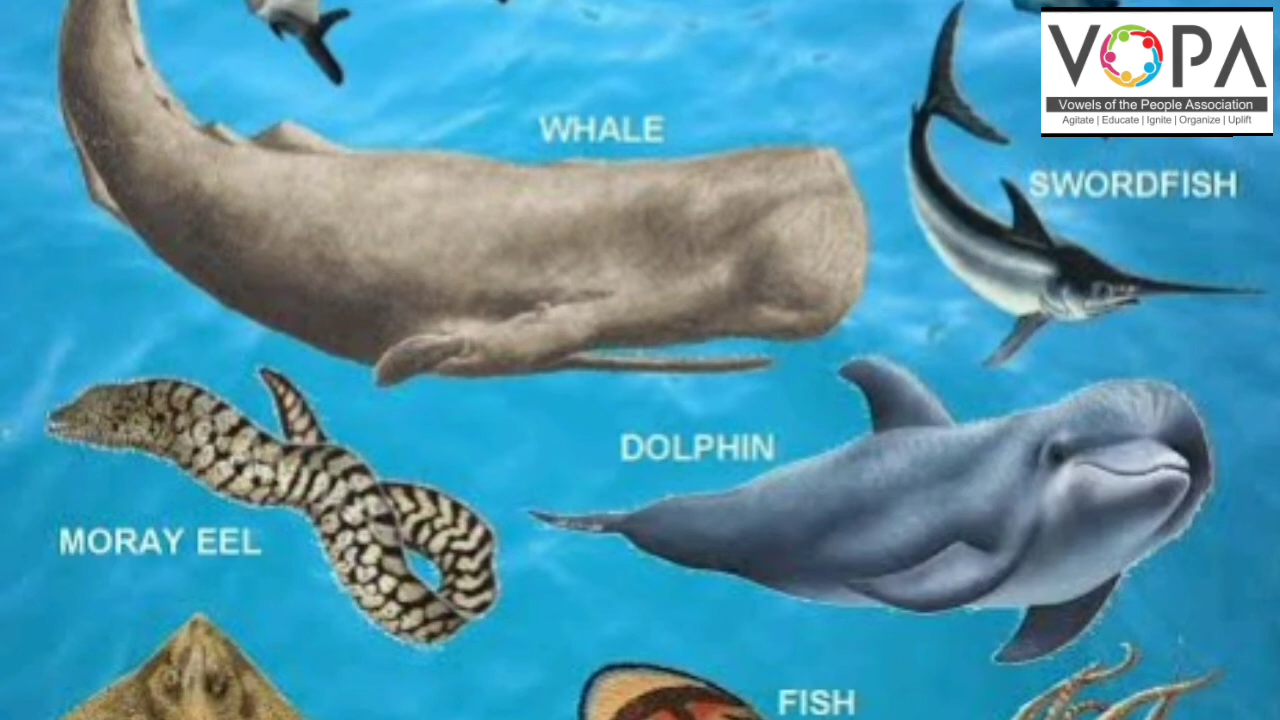 VOPA
Vowels of the People Association
Agitate | Educate | Ignite | Organize | Uplift
WHALE
SWORDFISH
DOLPHIN
MORAY EEL
FISH